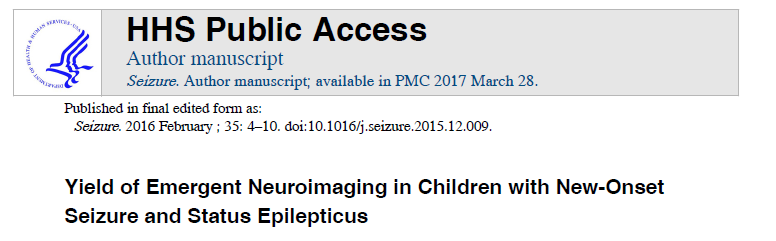 HHS Public Access
Author manuscript
Seizure. Author manuscript; available in PMC 2017 March 28.
Published in final edited form as:
Seizure. 2016 February ; 35: 4–10. doi:10.1016/j.seizure.2015.12.009.
Yield of Emergent Neuroimaging in Children with New-Onset
Seizure and Status Epilepticus